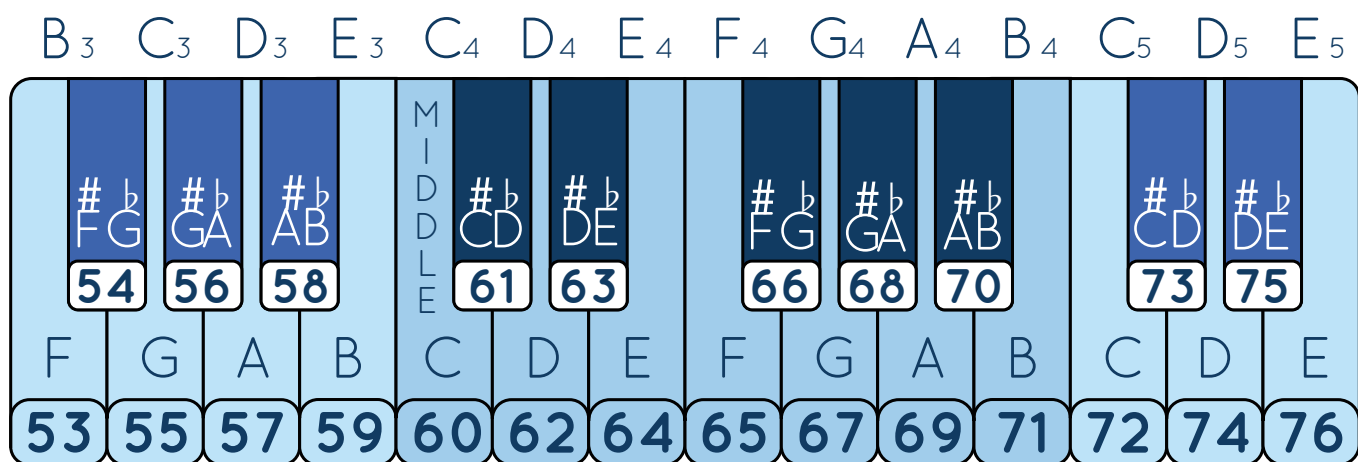 B3 C3 D3 E3 C4 D4 E4 F4 G4 A4 B4 C5 D5 E5
MIDDLE
# ♭ # ♭ # ♭ # ♭ # ♭ # ♭ # ♭ # ♭ # ♭ # ♭
FG GA AB CD DE FG GA AB CD DE
54 56 58 61 63 66 68 70 73 75
F G A B C D E F G A B C D E
53 55 57 59 60 62 64 65 67 69 71 72 74 76